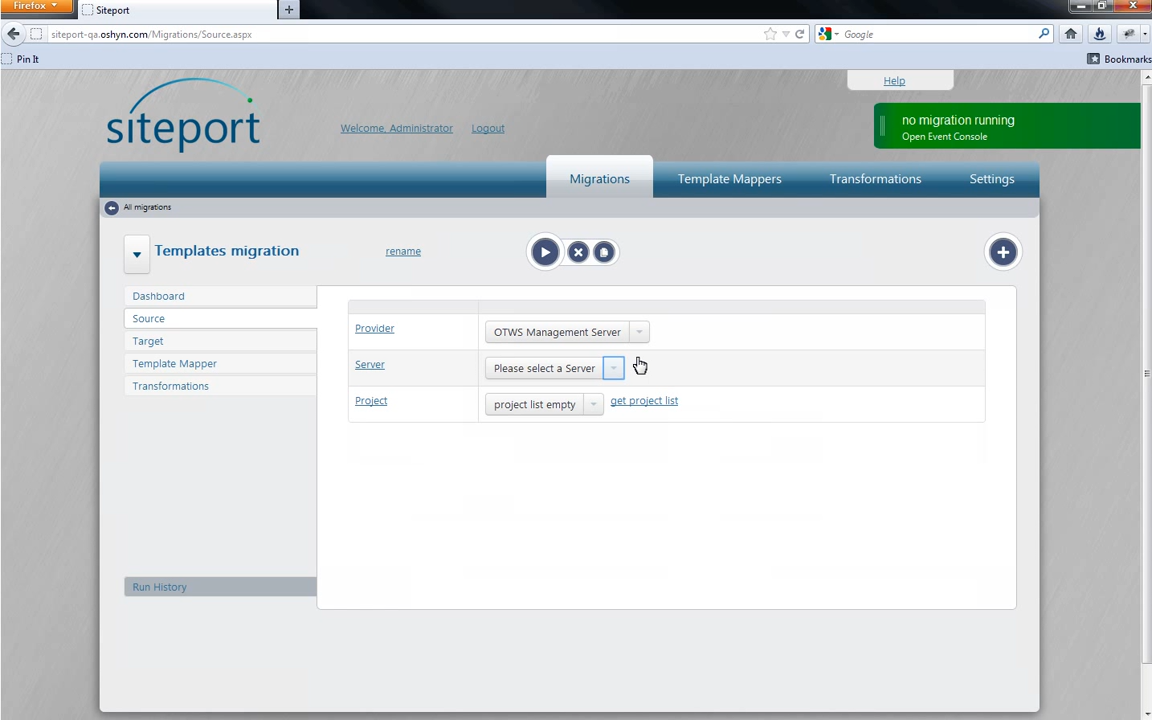 Firefox
Siteport
siteport-qa.oshyn.com/Migrations/Source.aspx
Google
Pin It
Bookmarks
Help
siteport
Welcome, Administrator
Logout
no migration running
Open Event Console
Migrations
Template Mappers
Transformations
Settings
All migrations
Templates migration
rename
Dashboard
Source
Target
Template Mapper
Transformations
Run History
Provider
OTWS Management Server
Server
Please select a Server
Project
project list empty
get project list